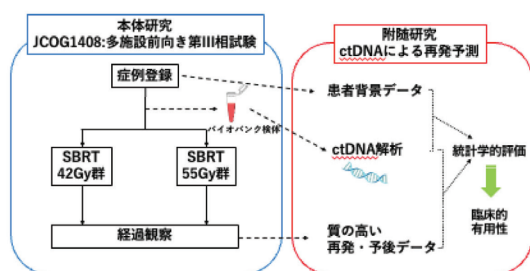 本体研究
JCOG1408:多施設前向き第III相試験
症例登録
バイオバンク検体
SBRT
42Gy群
SBRT
55Gy群
経過観察
附随研究
ctDNAによる再発予測
患者背景データ
ctDNA解析
質の高い
再発・予後データ
統計学的評価
臨床的
有用性